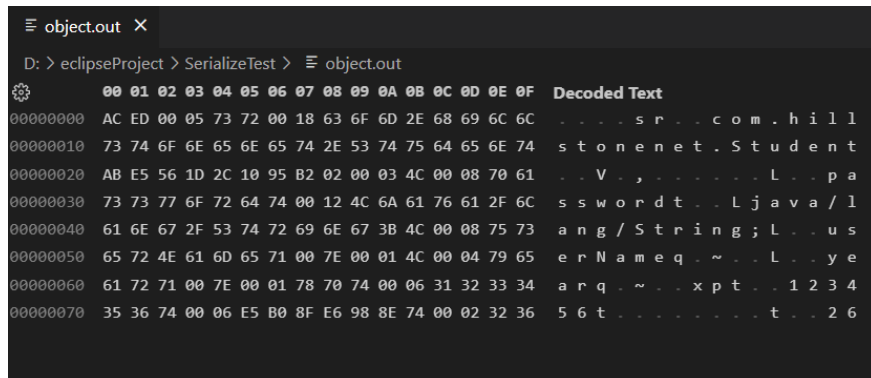 object.out ×
D: > eclipseProject > SerializeTest > object.out
00 01 02 03 04 05 06 07 08 09 0A 0B 0C 0D 0E 0F Decoded Text
00000000 AC ED 00 05 73 72 00 18 63 6F 6D 2E 68 69 6C 6C . . . . s r . . c o m . h i l l
00000010 73 74 6F 6E 65 6E 65 74 2E 53 74 75 64 65 6E 74 s t o n e n e t . S t u d e n t
00000020 AB E5 56 1D 2C 10 95 B2 02 00 03 4C 00 08 70 61 . . V . , . . . . . . L . . p a
00000030 73 73 77 6F 72 64 74 00 12 4C 6A 61 76 61 2F 6C s s w o r d t . . L j a v a / l
00000040 61 6E 67 2F 53 74 72 69 6E 67 3B 4C 00 08 75 73 a n g / S t r i n g ; L . . u s
00000050 65 72 4E 61 6D 65 71 00 7E 00 01 4C 00 04 79 65 e r N a m e q . ~ . . L . . y e
00000060 61 72 71 00 7E 00 01 78 70 74 00 06 31 32 33 34 a r q . ~ . . x p t . . 1 2 3 4
00000070 35 36 74 00 06 E5 B0 8F E6 98 8E 74 00 02 32 36 5 6 t . . . . . . . . t . . 2 6